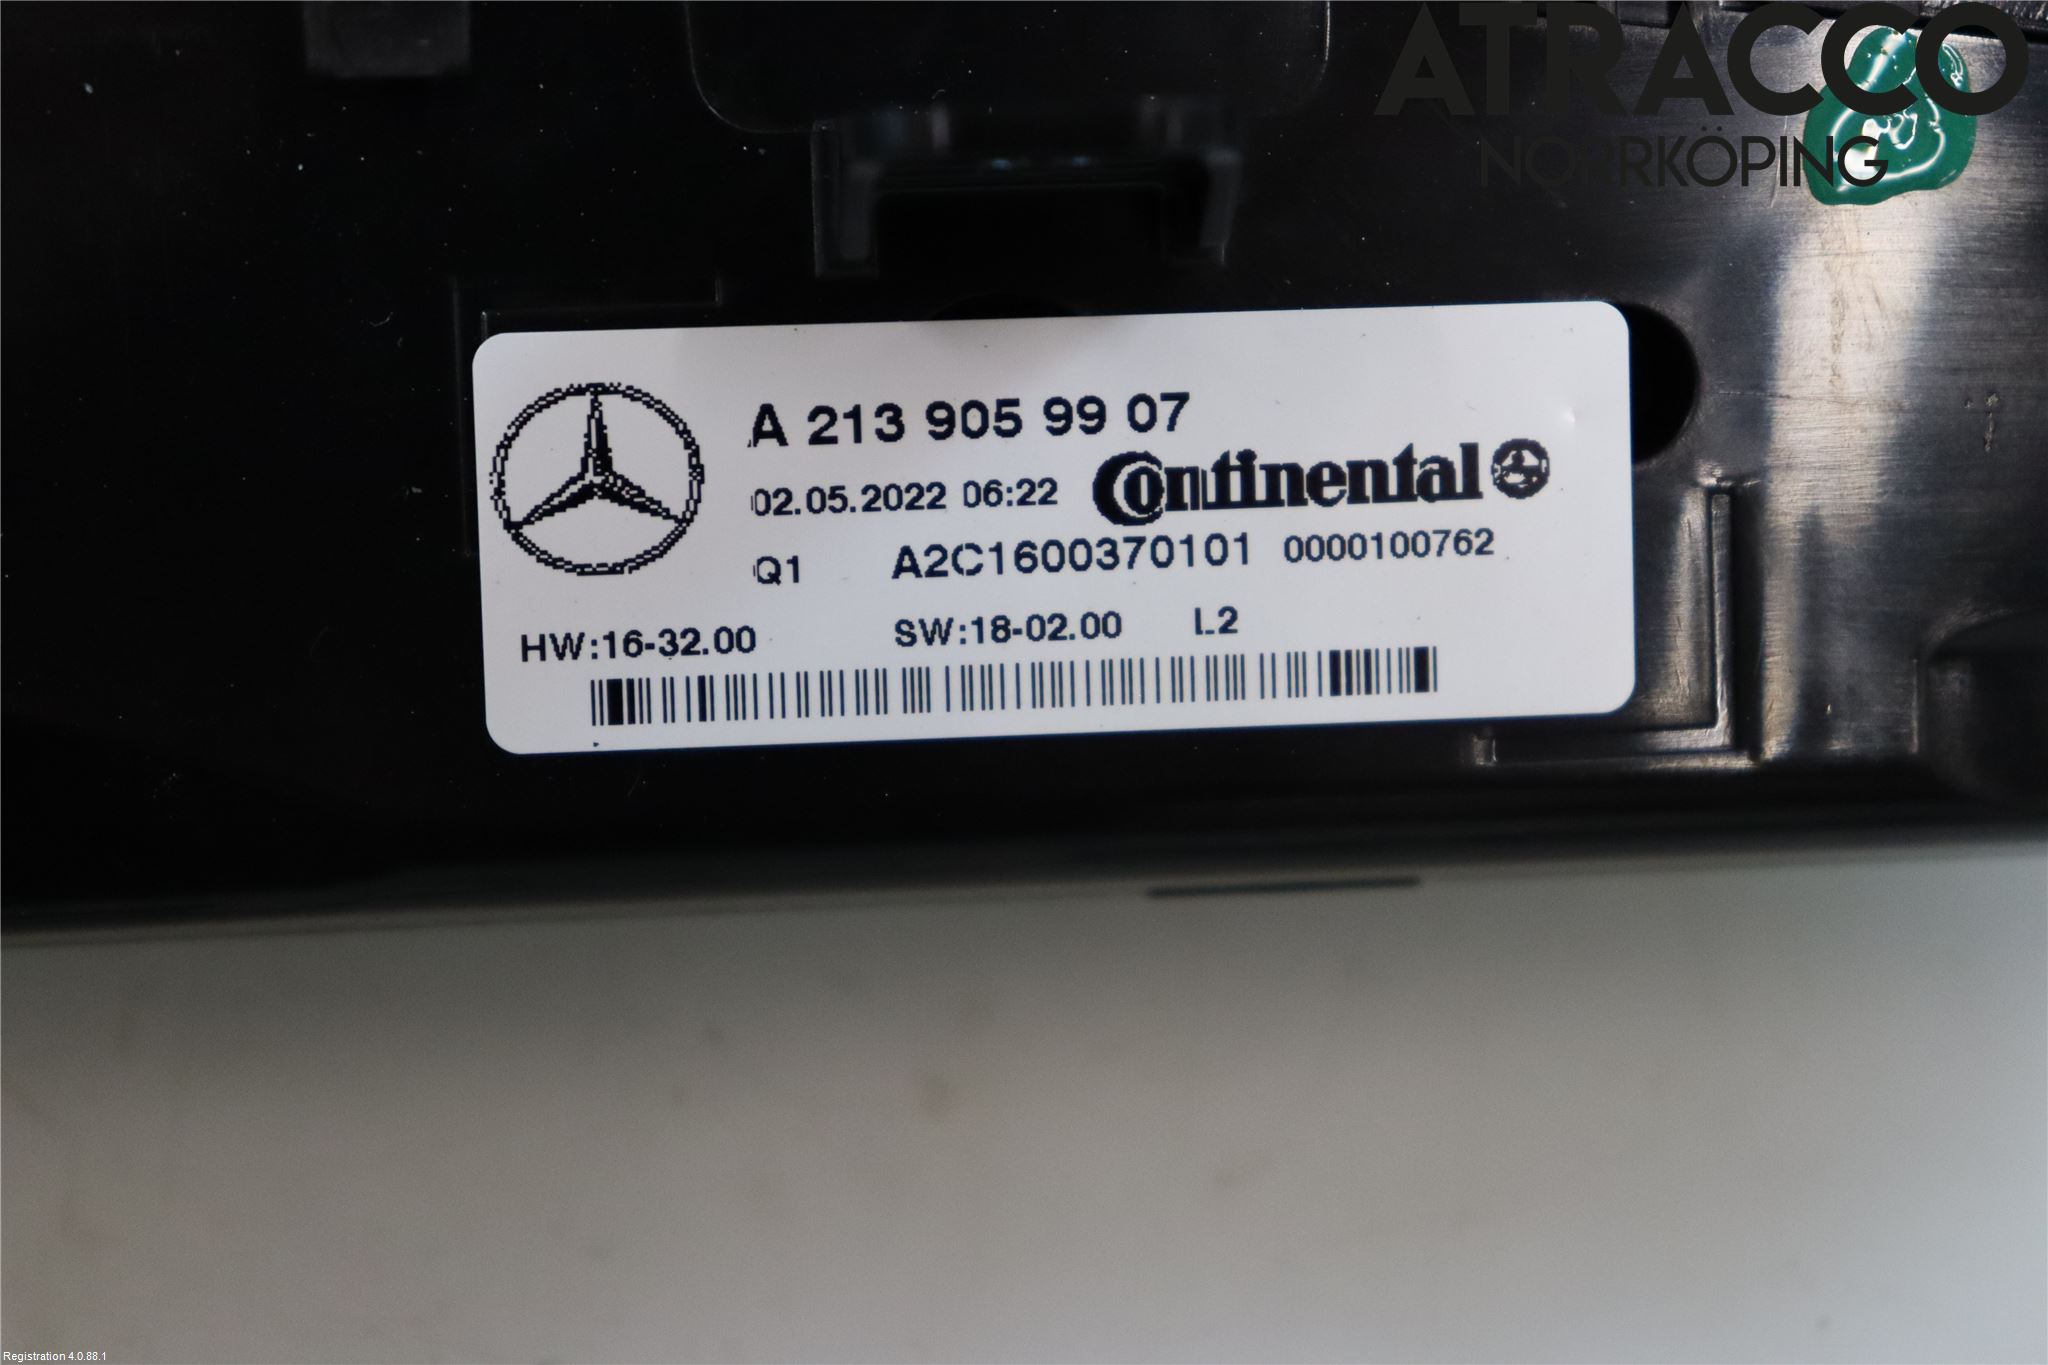 ATRACCO
NORRKÖPING
A 213 905 99 07
02.05.2022 06:22 Continental
Q1 A2C1600370101 0000100762
HW:16-32.00 SW:18-02.00 L2
Registration 4.0.88.1